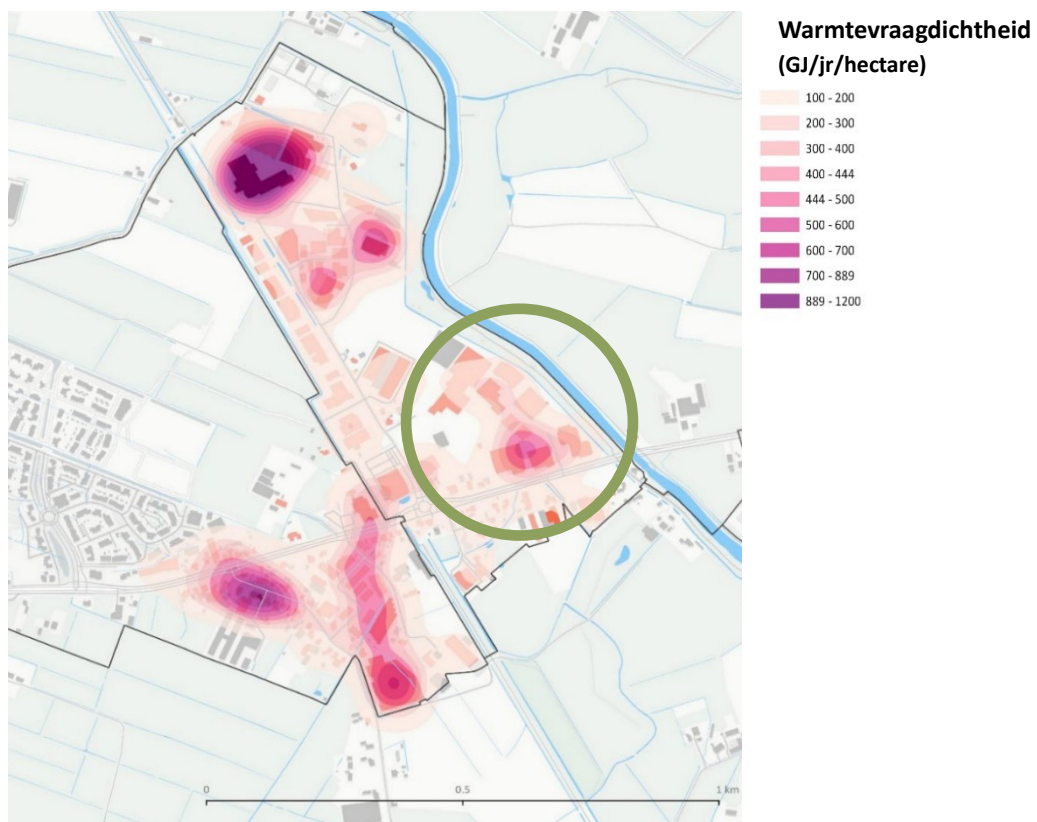 Warmtevraagdichtheid
(GJ/jr/hectare)
100 - 200
200 - 300
300 - 400
400 - 444
444 - 500
500 - 600
600 - 700
700 - 889
889 - 1200
0 0.5 1 km